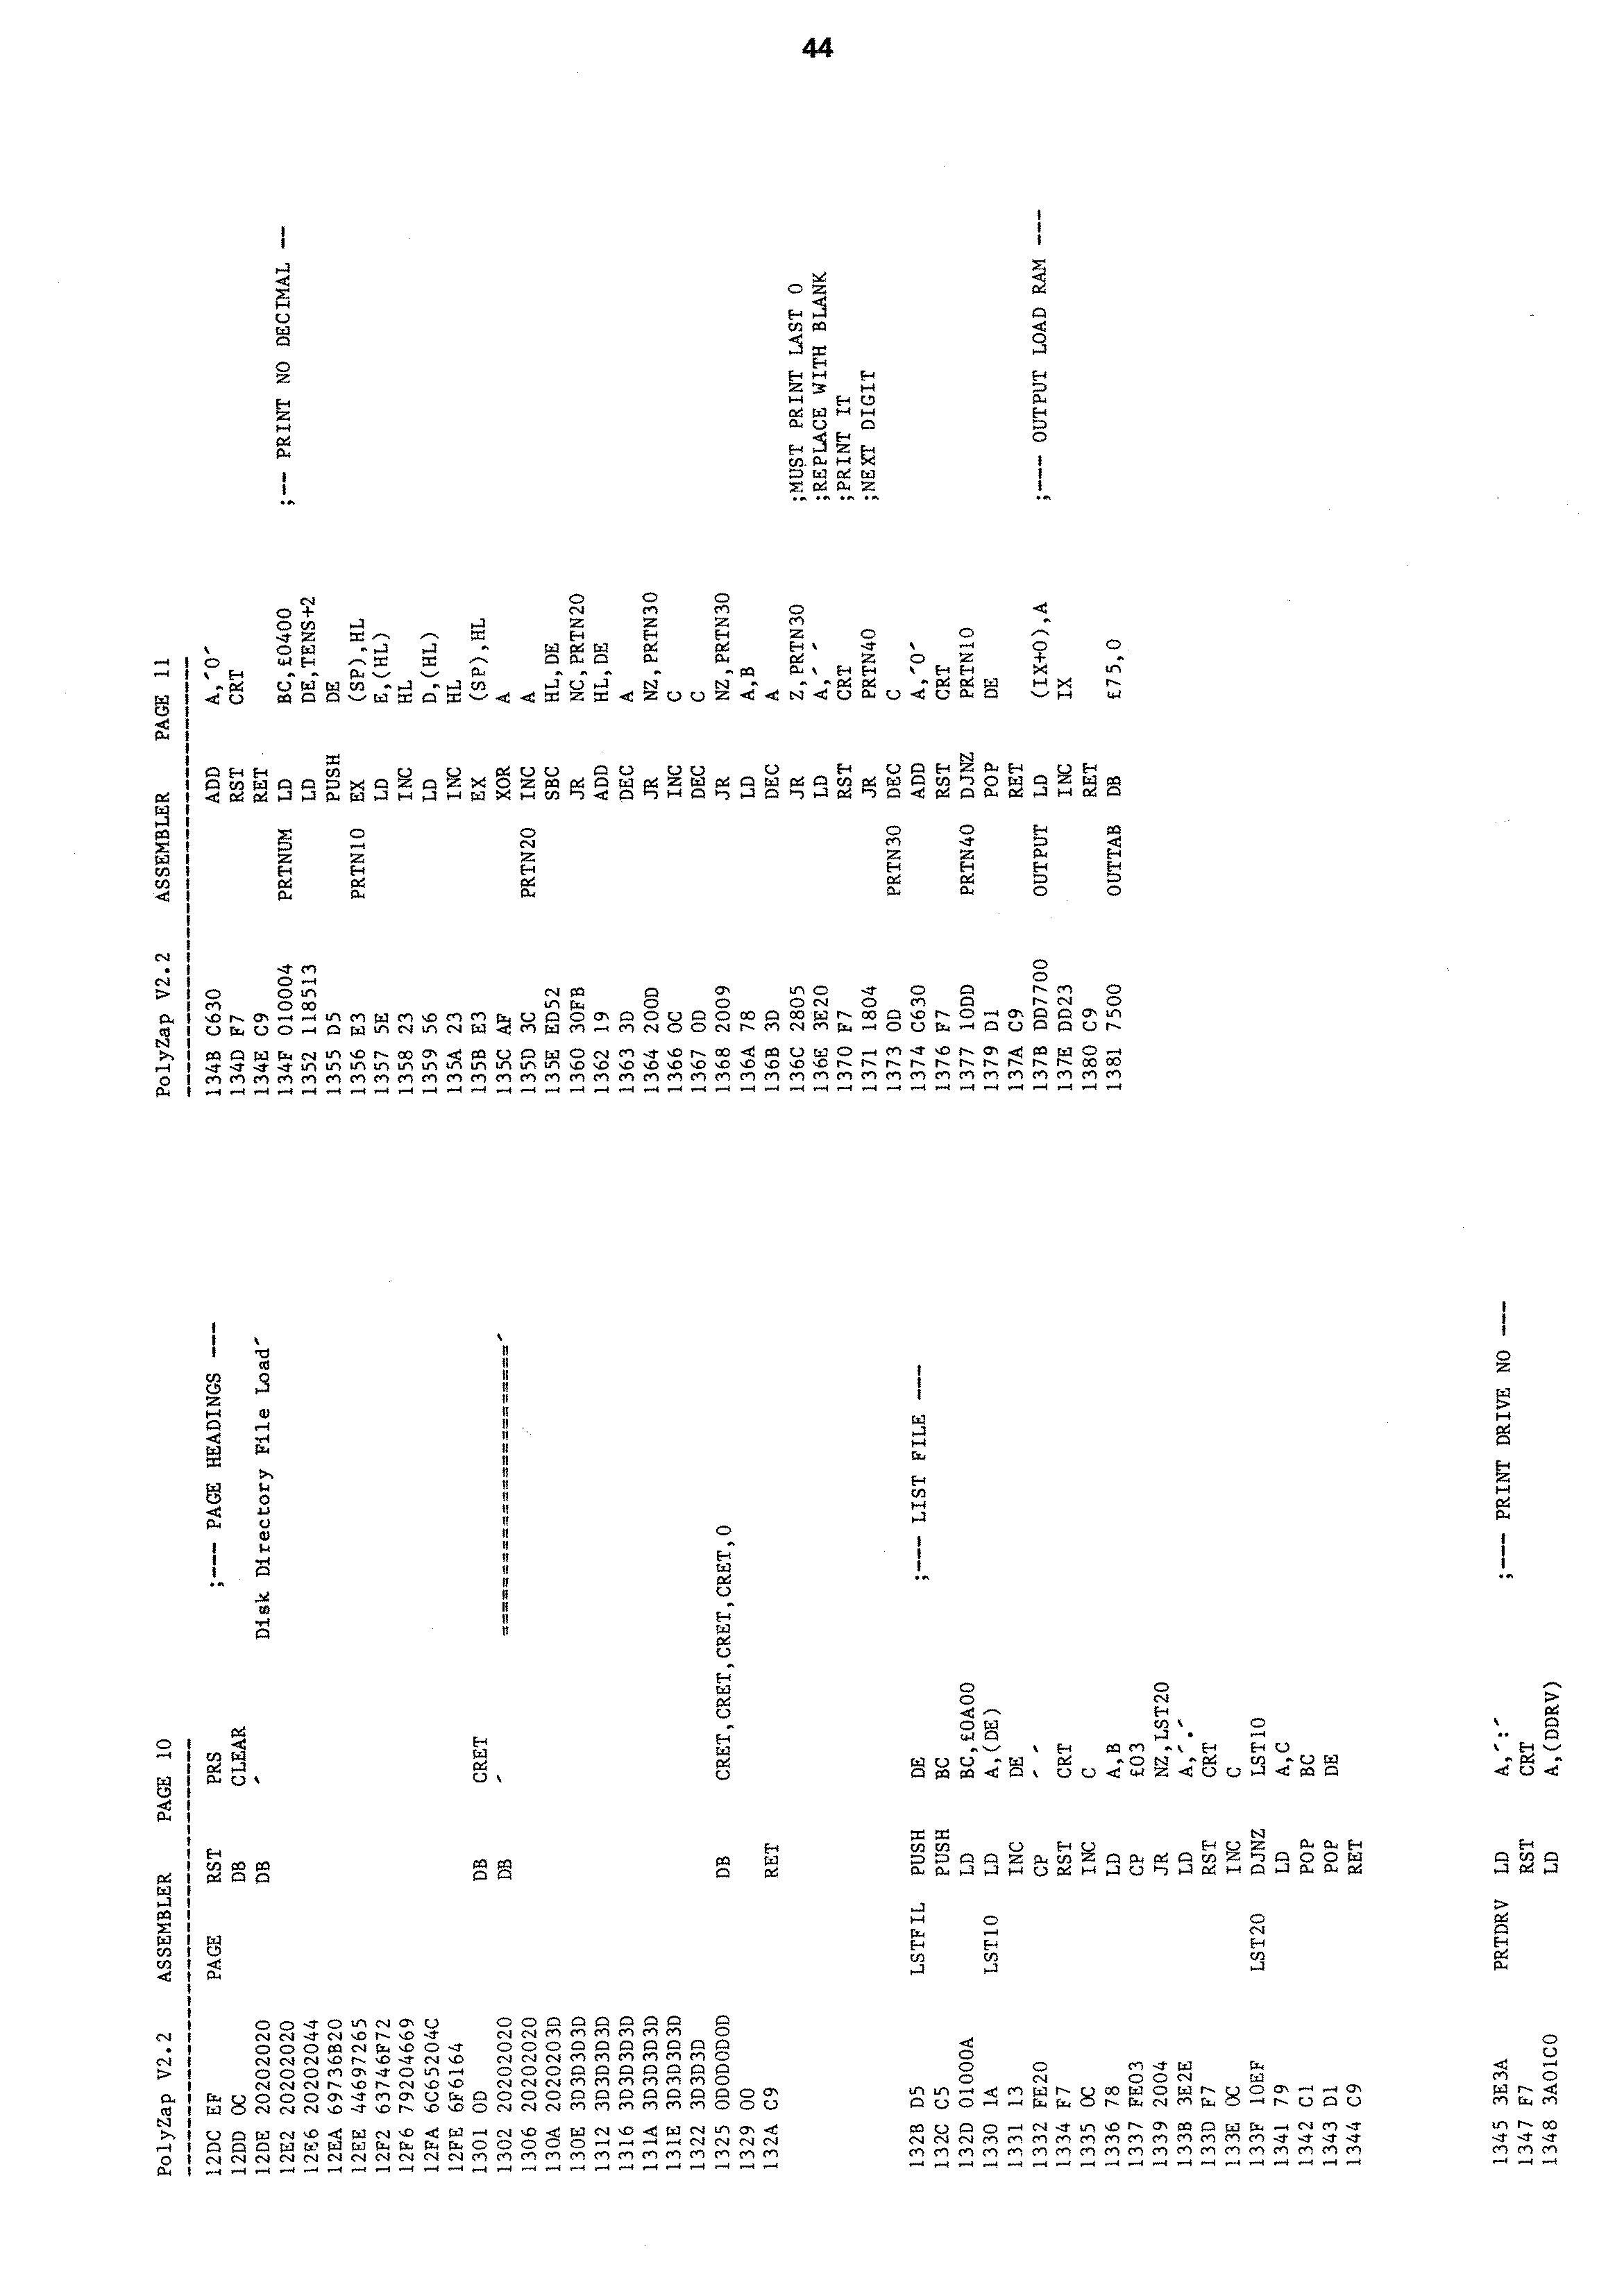 44
PolyZap V2.2 ASSEMBLER PAGE 10
12DC EF PAGE RST PRS ;--- PAGE HEADINGS ---
12DD 0C DB CLEAR
12DE 20202020 DB ' Disk Directory File Load'
12E2 20202020
12E6 20202044
12EA 69736B20
12EE 44697265
12F2 63746F72
12F6 79204669
12FA 6C65204C
12FE 6F6164
1301 0D DB CRET
1302 20202020 DB ' ========================='
1306 20202020
130A 2020203D
130E 3D3D3D3D
1312 3D3D3D3D
1316 3D3D3D3D
131A 3D3D3D3D
131E 3D3D3D3D
1322 3D3D3D
1325 0D0D0D0D DB CRET,CRET,CRET,CRET,0
1329 00
132A C9 RET
132B D5 LSTFIL PUSH DE ;--- LIST FILE ---
132C C5 PUSH BC
132D 01000A LD BC,£0A00
1330 1A LST10 LD A,(DE)
1331 13 INC DE
1332 FE20 CP ' '
1334 F7 RST CRT
1335 0C INC C
1336 78 LD A,B
1337 FE03 CP £03
1339 2004 JR NZ,LST20
133B 3E2E LD A,'.'
133D F7 RST CRT
133E 0C INC C
133F 10EF LST20 DJNZ LST10
1341 79 LD A,C
1342 C1 POP BC
1343 D1 POP DE
1344 C9 RET
1345 3E3A PRTDRV LD A,':' ;--- PRINT DRIVE NO ---
1347 F7 RST CRT
1348 3A01C0 LD A,(DDRV)
PolyZap V2.2 ASSEMBLER PAGE 11
134B C630 ADD A,'0'
134D F7 RST CRT
134E C9 RET
134F 010004 PRTNUM LD BC,£0400 ;-- PRINT NO DECIMAL --
1352 118513 LD DE,TENS+2
1355 D5 PUSH DE
1356 E3 PRTN10 EX (SP),HL
1357 5E LD E,(HL)
1358 23 INC HL
1359 56 LD D,(HL)
135A 23 INC HL
135B E3 EX (SP),HL
135C AF XOR A
135D 3C PRTN20 INC A
135E ED52 SBC HL,DE
1360 30FB JR NC,PRTN20
1362 19 ADD HL,DE
1363 3D DEC A
1364 200D JR NZ,PRTN30
1366 0C INC C
1367 0D DEC C
1368 2009 JR NZ,PRTN30
136A 78 LD A,B
136B 3D DEC A
136C 2805 JR Z,PRTN30 ;MUST PRINT LAST 0
136E 3E20 LD A,' ' ;REPLACE WITH BLANK
1370 F7 RST CRT ;PRINT IT
1371 1804 JR PRTN40 ;NEXT DIGIT
1373 0D PRTN30 DEC C
1374 C630 ADD A,'0'
1376 F7 RST CRT
1377 10DD PRTN40 DJNZ PRTN10
1379 D1 POP DE
137A C9 RET
137B DD7700 OUTPUT LD (IX+0),A ;--- OUTPUT LOAD RAM ---
137E DD23 INC IX
1380 C9 RET
1381 7500 OUTTAB DB £75,0